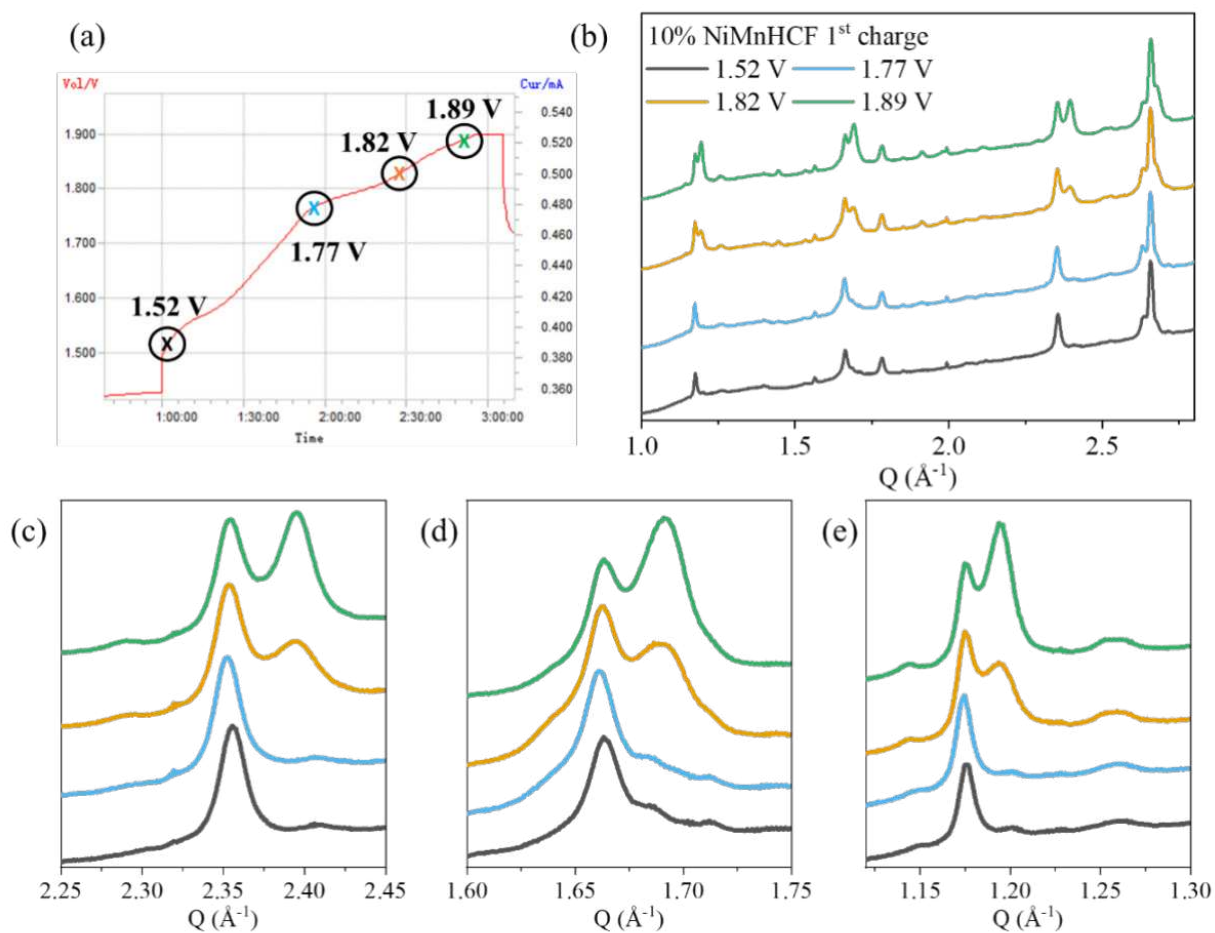 (a)
Vol/V
Cur/mA
1.900
1.800
1.700
1.600
1.500
0.540
0.520
0.500
0.480
0.460
0.440
0.420
0.400
0.380
0.360
1.89 V
1.82 V
1.77 V
1.52 V
1:00:00
1:30:00
2:00:00
2:30:00
3:00:00
Time
(b)
10% NiMnHCF 1st charge
1.52 V
1.77 V
1.82 V
1.89 V
1.0
1.5
2.0
2.5
Q (Å-1)
(c)
2.25
2.30
2.35
2.40
2.45
Q (Å-1)
(d)
1.60
1.65
1.70
1.75
Q (Å-1)
(e)
1.15
1.20
1.25
1.30
Q (Å-1)